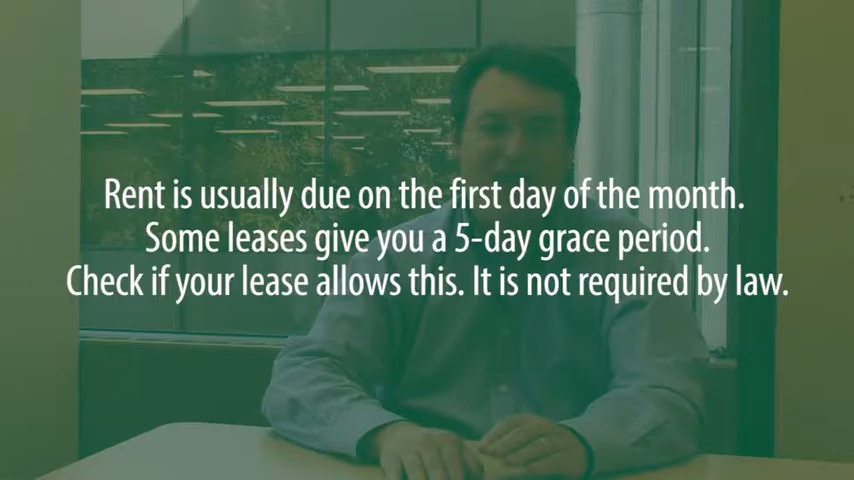 Rent is usually due on the first day of the month.
Some leases give you a 5-day grace period.
Check if your lease allows this. It is not required by law.